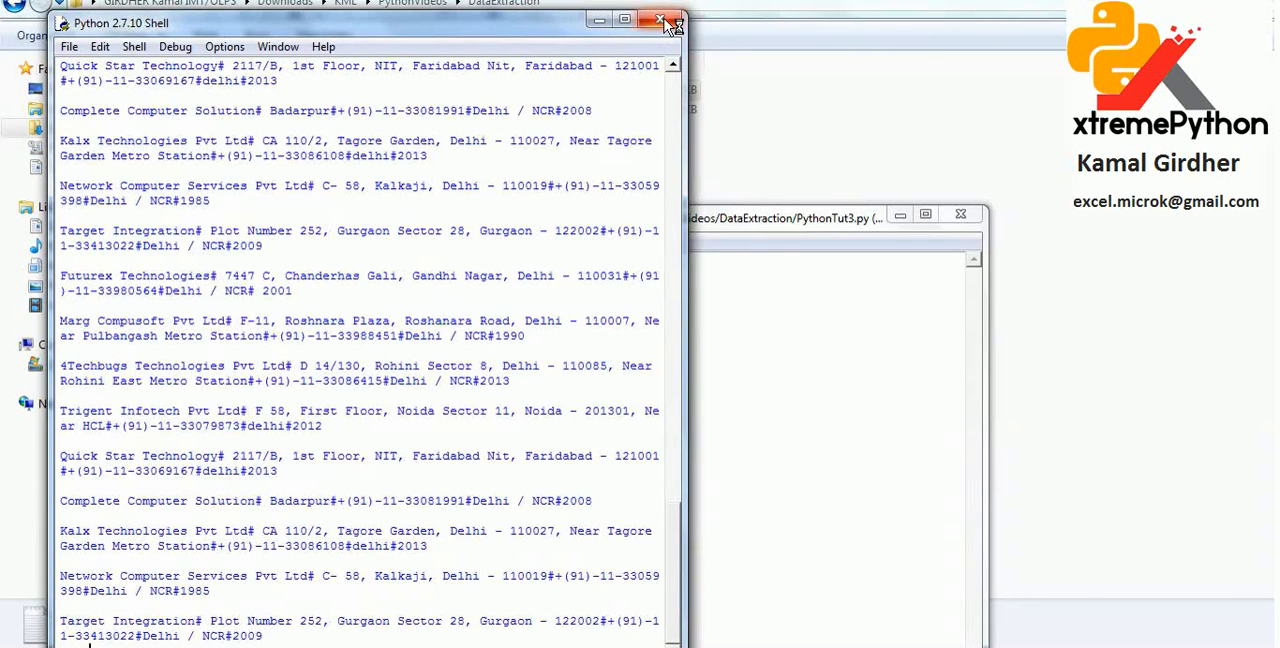 GIRDHER Kamal IMT/OLPS
Downloads
KML
PythonVideos
DataExtraction
Organ
Python 2.7.10 Shell
File Edit Shell Debug Options Window Help
Quick Star Technology# 2117/B, 1st Floor, NIT, Faridabad Nit, Faridabad - 121001
#+(91)-11-33069167#delhi#2013
Complete Computer Solution# Badarpur#+(91)-11-33081991#Delhi / NCR#2008
Kalx Technologies Pvt Ltd# CA 110/2, Tagore Garden, Delhi - 110027, Near Tagore
Garden Metro Station#+(91)-11-33086108#delhi#2013
Network Computer Services Pvt Ltd# C- 58, Kalkaji, Delhi - 110019#+(91)-11-33059
398#Delhi / NCR#1985
Target Integration# Plot Number 252, Gurgaon Sector 28, Gurgaon - 122002#+(91)-1
1-33413022#Delhi / NCR#2009
Futurex Technologies# 7447 C, Chanderhas Gali, Gandhi Nagar, Delhi - 110031#+(91
)-11-33980564#Delhi / NCR# 2001
Marg Compusoft Pvt Ltd# F-11, Roshnara Plaza, Roshanara Road, Delhi - 110007, Ne
ar Pulbangash Metro Station#+(91)-11-33988451#Delhi / NCR#1990
4Techbugs Technologies Pvt Ltd# D 14/130, Rohini Sector 8, Delhi - 110085, Near
Rohini East Metro Station#+(91)-11-33086415#Delhi / NCR#2013
Trigent Infotech Pvt Ltd# F 58, First Floor, Noida Sector 11, Noida - 201301, Ne
ar HCL#+(91)-11-33079873#delhi#2012
Quick Star Technology# 2117/B, 1st Floor, NIT, Faridabad Nit, Faridabad - 121001
#+(91)-11-33069167#delhi#2013
Complete Computer Solution# Badarpur#+(91)-11-33081991#Delhi / NCR#2008
Kalx Technologies Pvt Ltd# CA 110/2, Tagore Garden, Delhi - 110027, Near Tagore
Garden Metro Station#+(91)-11-33086108#delhi#2013
Network Computer Services Pvt Ltd# C- 58, Kalkaji, Delhi - 110019#+(91)-11-33059
398#Delhi / NCR#1985
Target Integration# Plot Number 252, Gurgaon Sector 28, Gurgaon - 122002#+(91)-1
1-33413022#Delhi / NCR#2009
ideos/DataExtraction/PythonTut3.py (...
xtremePython
Kamal Girdher
excel.microk@gmail.com